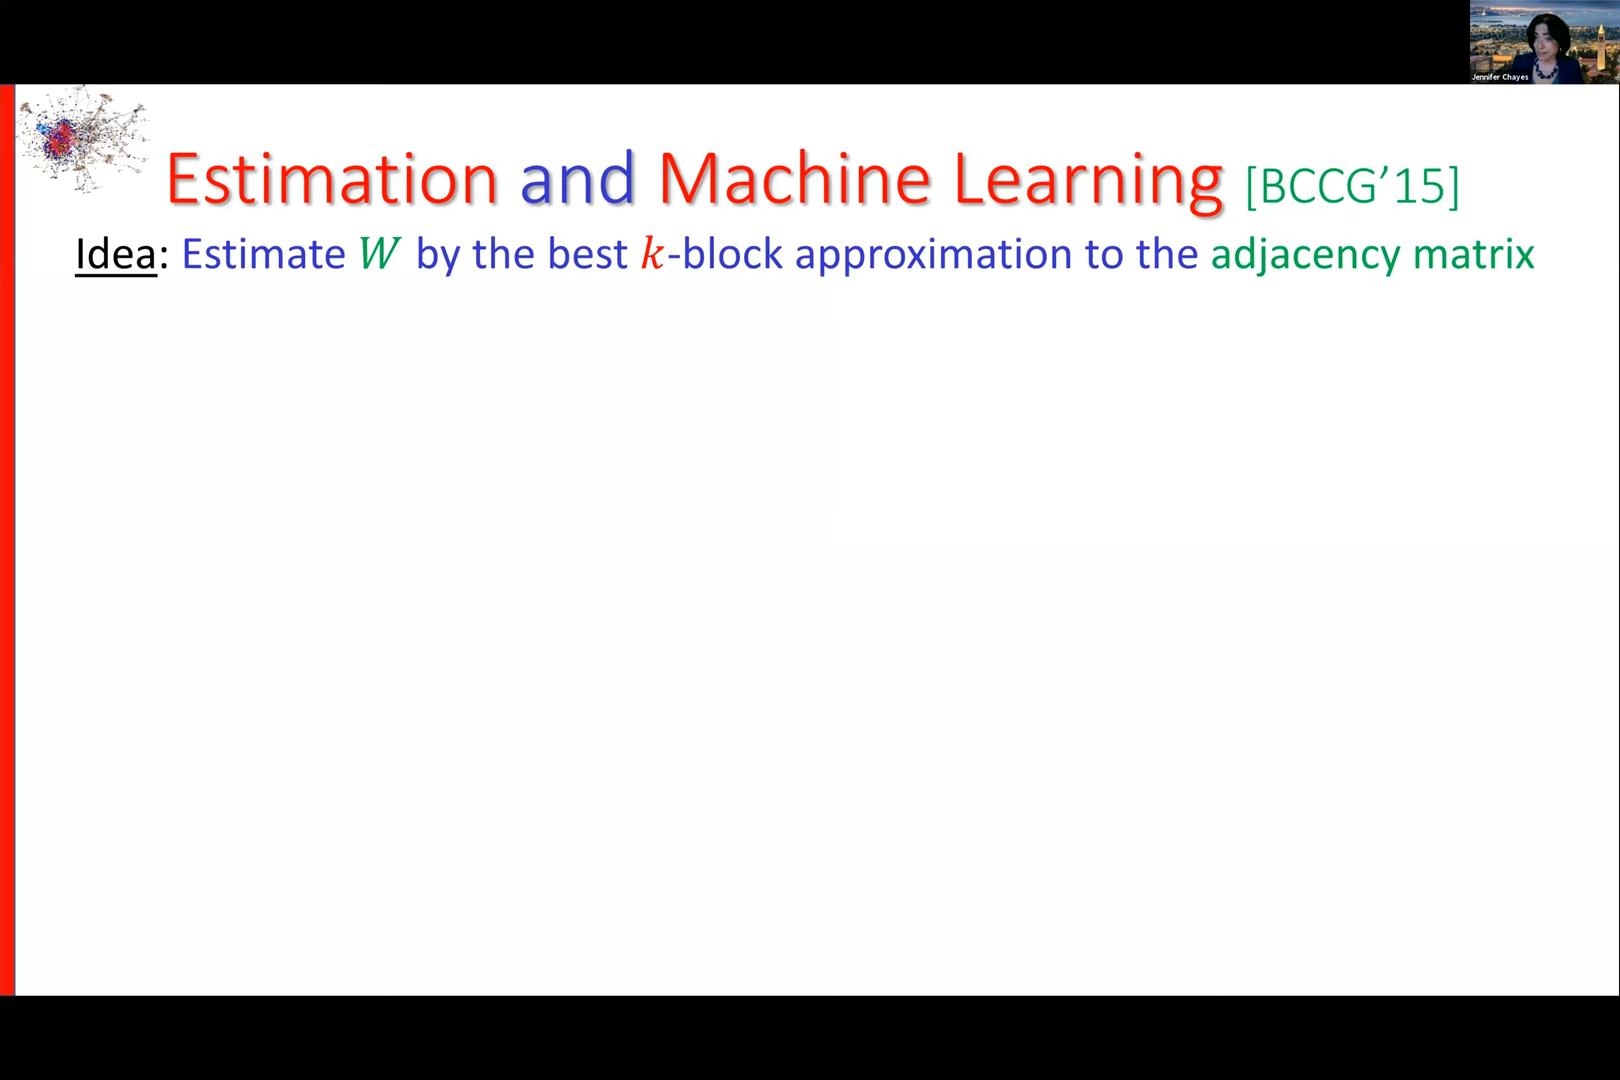 Jennifer Chayes
Estimation and Machine Learning [BCCG’15]
Idea: Estimate W by the best k-block approximation to the adjacency matrix